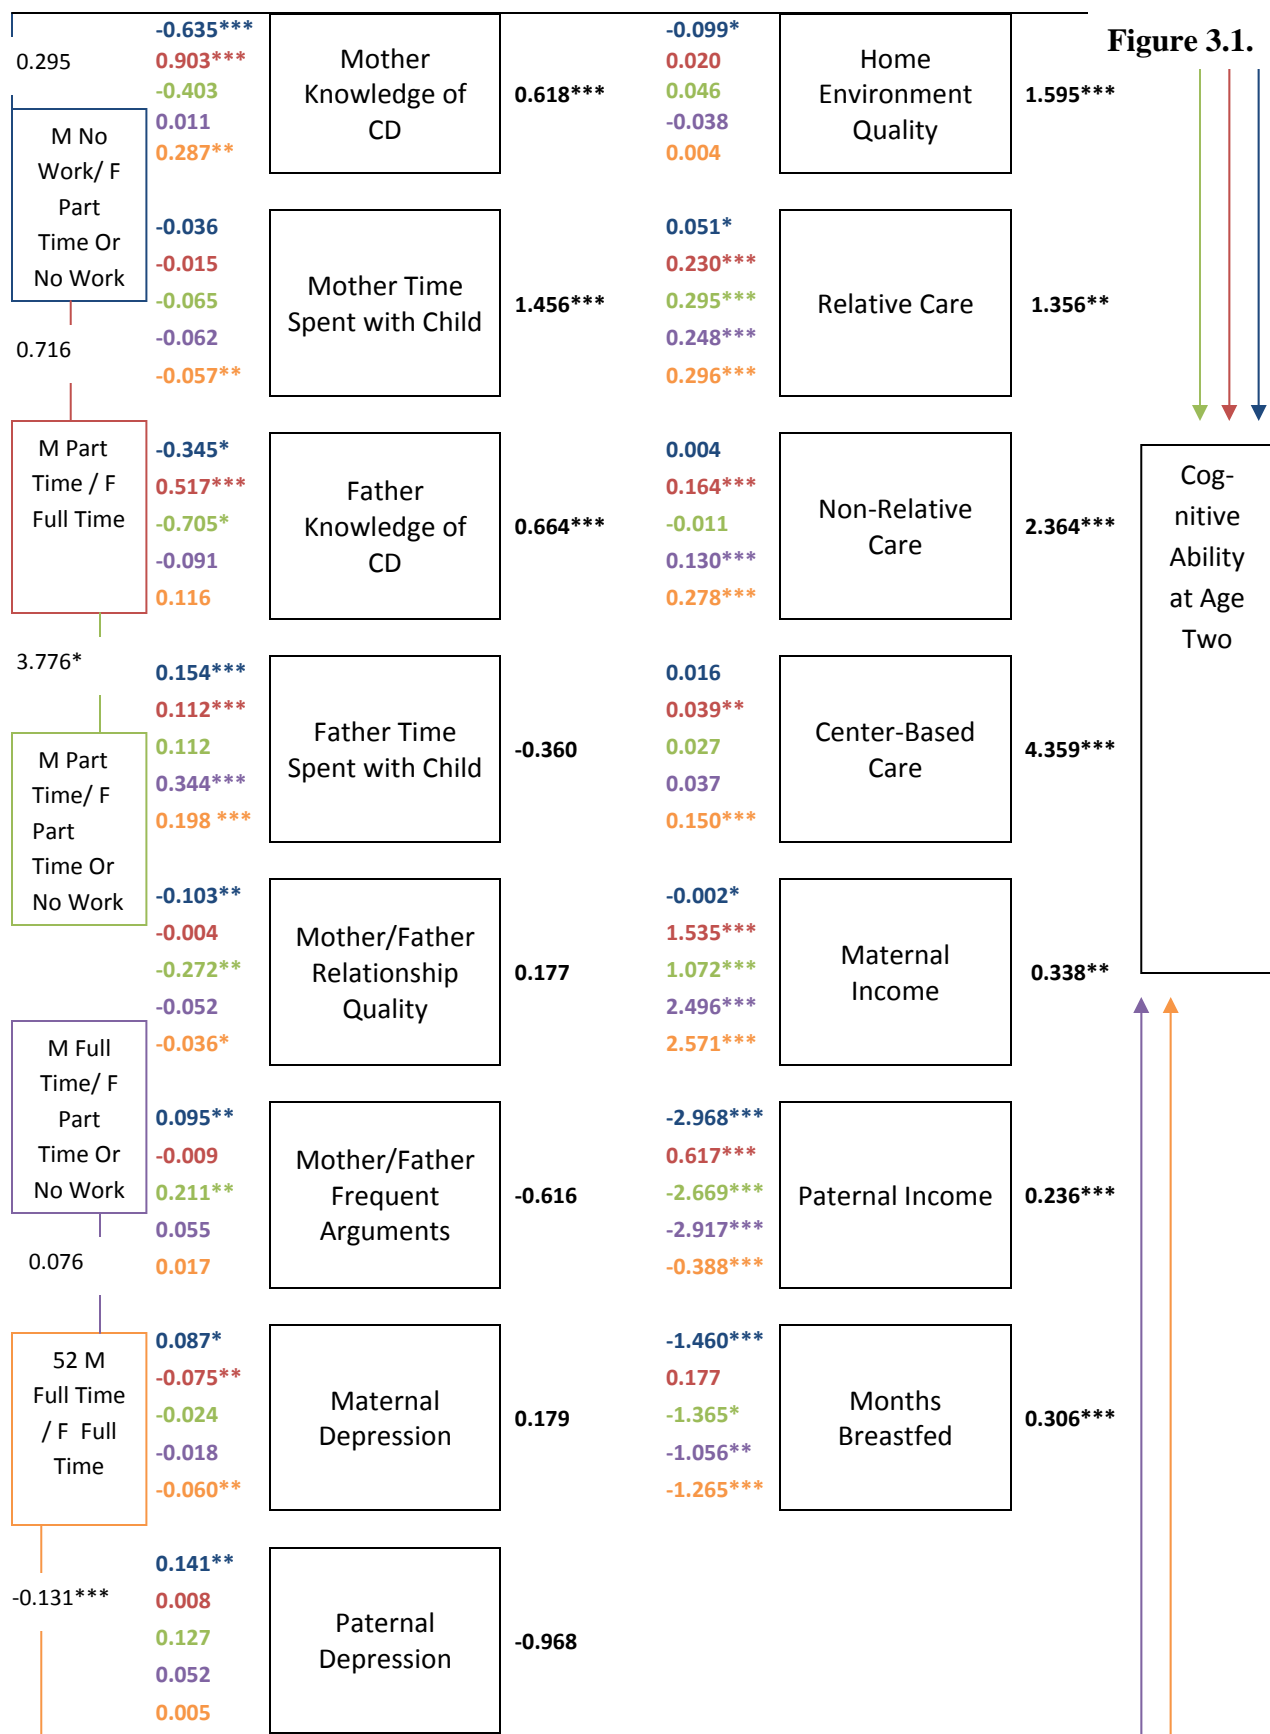 Figure 3.1.
0.295
M No
Work/ F
Part
Time Or
No Work
0.716
M Part
Time / F
Full Time
3.776*
M Part
Time/ F
Part
Time Or
No Work
M Full
Time/ F
Part
Time Or
No Work
0.076
52 M
Full Time
/ F Full
Time
-0.131***
-0.635***
0.903***
-0.403
0.011
0.287**
Mother
Knowledge of
CD
0.618***
-0.036
-0.015
-0.065
-0.062
-0.057**
Mother Time
Spent with Child
1.456***
-0.345*
0.517***
-0.705*
-0.091
0.116
Father
Knowledge of
CD
0.664***
0.154***
0.112***
0.112
0.344***
0.198 ***
Father Time
Spent with Child
-0.360
-0.103**
-0.004
-0.272**
-0.052
-0.036*
Mother/Father
Relationship
Quality
0.177
0.095**
-0.009
0.211**
0.055
0.017
Mother/Father
Frequent
Arguments
-0.616
0.087*
-0.075**
-0.024
-0.018
-0.060**
Maternal
Depression
0.179
0.141**
0.008
0.127
0.052
0.005
Paternal
Depression
-0.968
-0.099*
0.020
0.046
-0.038
0.004
Home
Environment
Quality
1.595***
0.051*
0.230***
0.295***
0.248***
0.296***
Relative Care
1.356**
0.004
0.164***
-0.011
0.130***
0.278***
Non-Relative
Care
2.364***
0.016
0.039**
0.027
0.037
0.150***
Center-Based
Care
4.359***
-0.002*
1.535***
1.072***
2.496***
2.571***
Maternal
Income
0.338**
-2.968***
0.617***
-2.669***
-2.917***
-0.388***
Paternal Income
0.236***
-1.460***
0.177
-1.365*
-1.056**
-1.265***
Months
Breastfed
0.306***
Cog-
nitive
Ability
at Age
Two